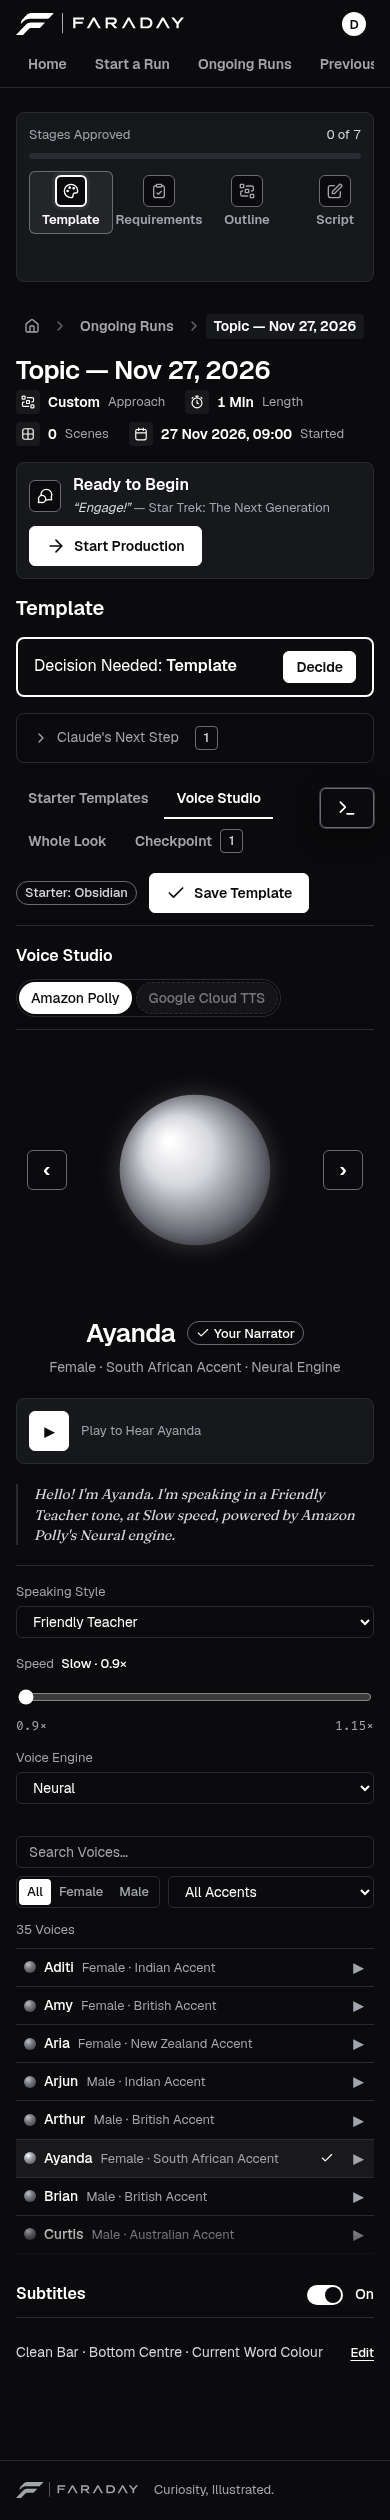 FARADAY
D
Home Start a Run Ongoing Runs Previous
Stages Approved 0 of 7
Template Requirements Outline Script
Ongoing Runs Topic — Nov 27, 2026
Topic — Nov 27, 2026
Custom Approach 1 Min Length
0 Scenes 27 Nov 2026, 09:00 Started
Ready to Begin
“Engage!” — Star Trek: The Next Generation
Start Production
Template
Decision Needed: Template Decide
Claude's Next Step 1
Starter Templates Voice Studio
Whole Look Checkpoint 1
Starter: Obsidian Save Template
Voice Studio
Amazon Polly Google Cloud TTS
Ayanda Your Narrator
Female · South African Accent · Neural Engine
Play to Hear Ayanda
Hello! I'm Ayanda. I'm speaking in a Friendly
Teacher tone, at Slow speed, powered by Amazon
Polly's Neural engine.
Speaking Style
Friendly Teacher
Speed Slow · 0.9×
0.9× 1.15×
Voice Engine
Neural
Search Voices…
All Female Male All Accents
35 Voices
Aditi Female · Indian Accent
Amy Female · British Accent
Aria Female · New Zealand Accent
Arjun Male · Indian Accent
Arthur Male · British Accent
Ayanda Female · South African Accent
Brian Male · British Accent
Curtis Male · Australian Accent
Subtitles On
Clean Bar · Bottom Centre · Current Word Colour Edit
FARADAY Curiosity, Illustrated.